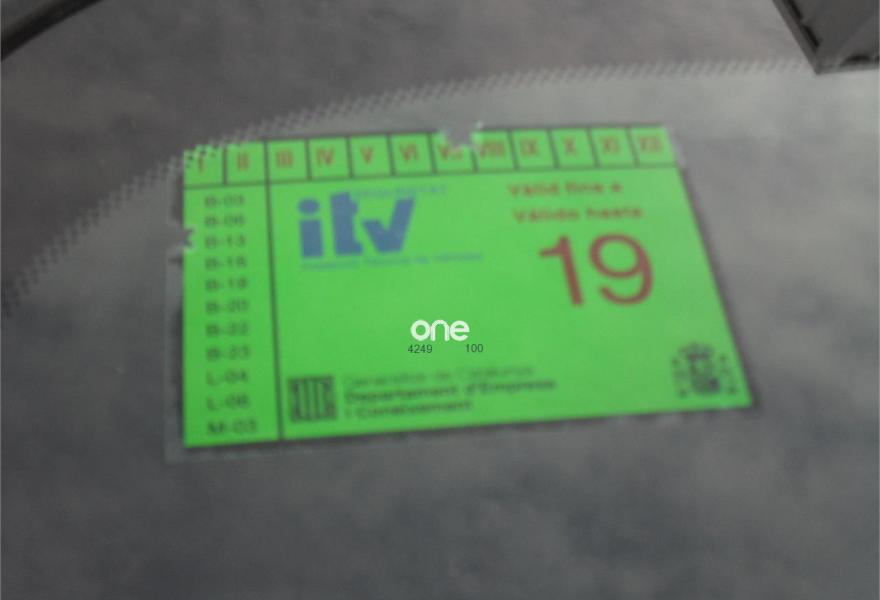 I II III IV V VI VII VIII IX X XI XII
B-03
B-06
B-13
B-18
B-19
B-20
B-22
B-23
L-04
L-06
M-03
SEGURETAT
itv
Vàlid fins a
Válido hasta
19
one
4249 100
Generalitat de Catalunya
Departament d'Empresa
i Coneixement